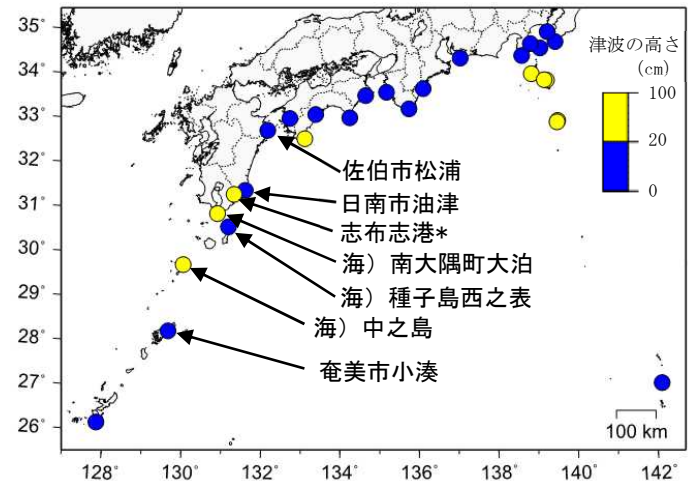 35°
34°
33°
32°
31°
30°
29°
28°
27°
26°
128°
130°
132°
134°
136°
138°
140°
142°
津波の高さ
(cm)
100
20
0
佐伯市松浦
日南市油津
志布志港*
海）南大隅町大泊
海）種子島西之表
海）中之島
奄美市小湊
100 km